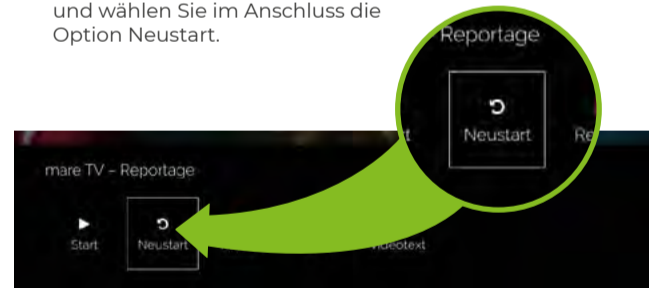 und wählen Sie im Anschluss die
Option Neustart.
Reportage
Neustart
mare TV – Reportage
Start
Neustart